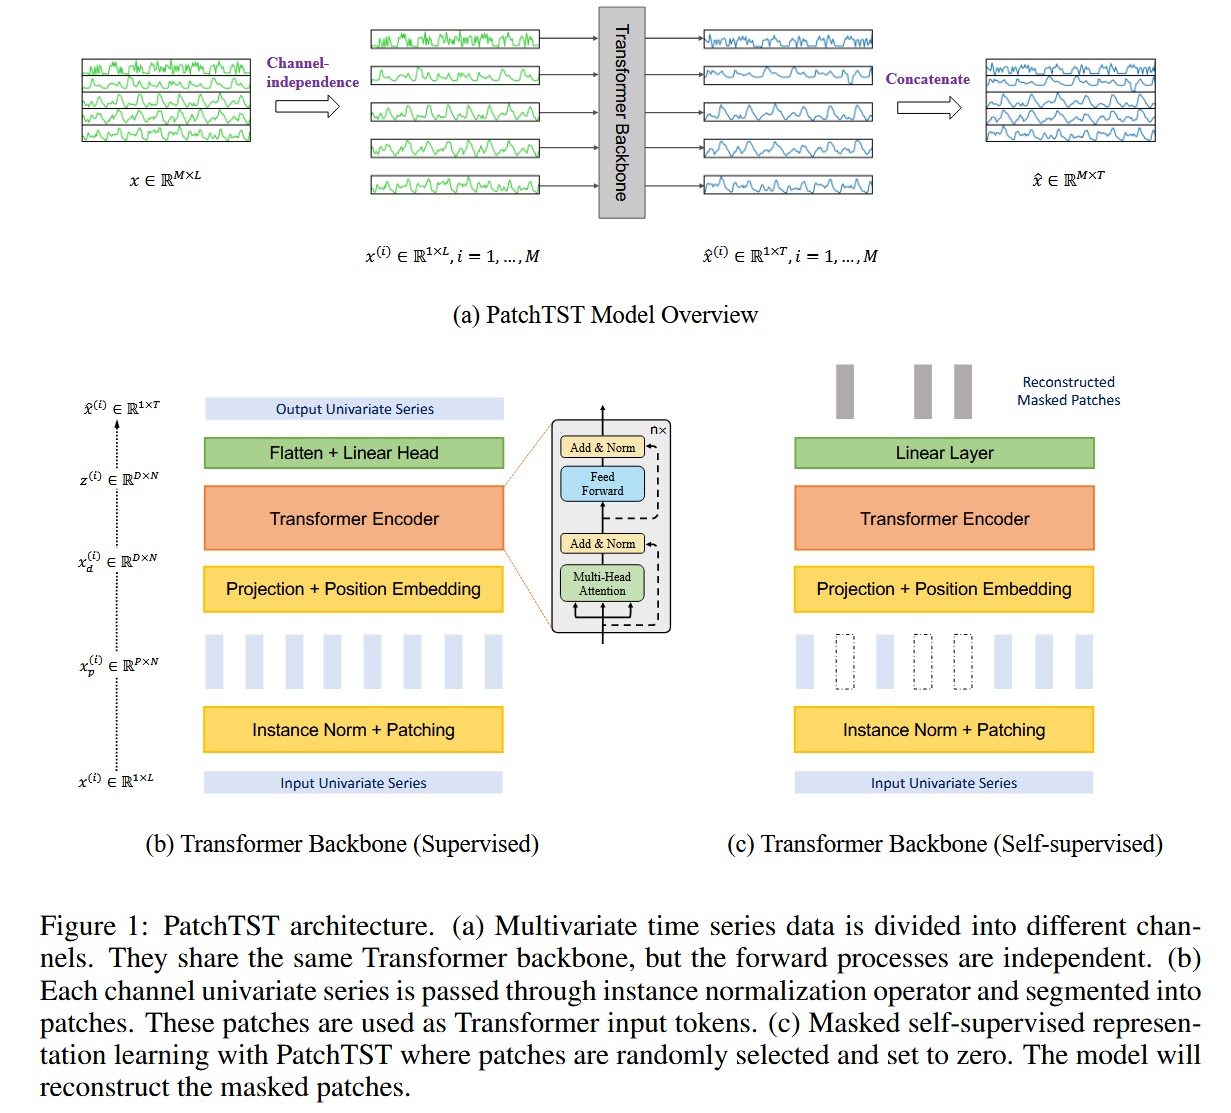 Channel-
independence
Transformer Backbone
Concatenate
x ∈ ℝ^{M×L}
x̂ ∈ ℝ^{M×T}
x^{(i)} ∈ ℝ^{1×L}, i = 1, …, M
x̂^{(i)} ∈ ℝ^{1×T}, i = 1, …, M
(a) PatchTST Model Overview
x̂^{(i)} ∈ ℝ^{1×T}
z^{(i)} ∈ ℝ^{D×N}
x_d^{(i)} ∈ ℝ^{D×N}
x_p^{(i)} ∈ ℝ^{P×N}
x^{(i)} ∈ ℝ^{1×L}
Output Univariate Series
Flatten + Linear Head
Transformer Encoder
Projection + Position Embedding
Instance Norm + Patching
Input Univariate Series
n×
Add & Norm
Feed
Forward
Add & Norm
Multi-Head
Attention
Reconstructed
Masked Patches
Linear Layer
Transformer Encoder
Projection + Position Embedding
Instance Norm + Patching
Input Univariate Series
(b) Transformer Backbone (Supervised)
(c) Transformer Backbone (Self-supervised)
Figure 1: PatchTST architecture. (a) Multivariate time series data is divided into different chan-
nels. They share the same Transformer backbone, but the forward processes are independent. (b)
Each channel univariate series is passed through instance normalization operator and segmented into
patches. These patches are used as Transformer input tokens. (c) Masked self-supervised represen-
tation learning with PatchTST where patches are randomly selected and set to zero. The model will
reconstruct the masked patches.